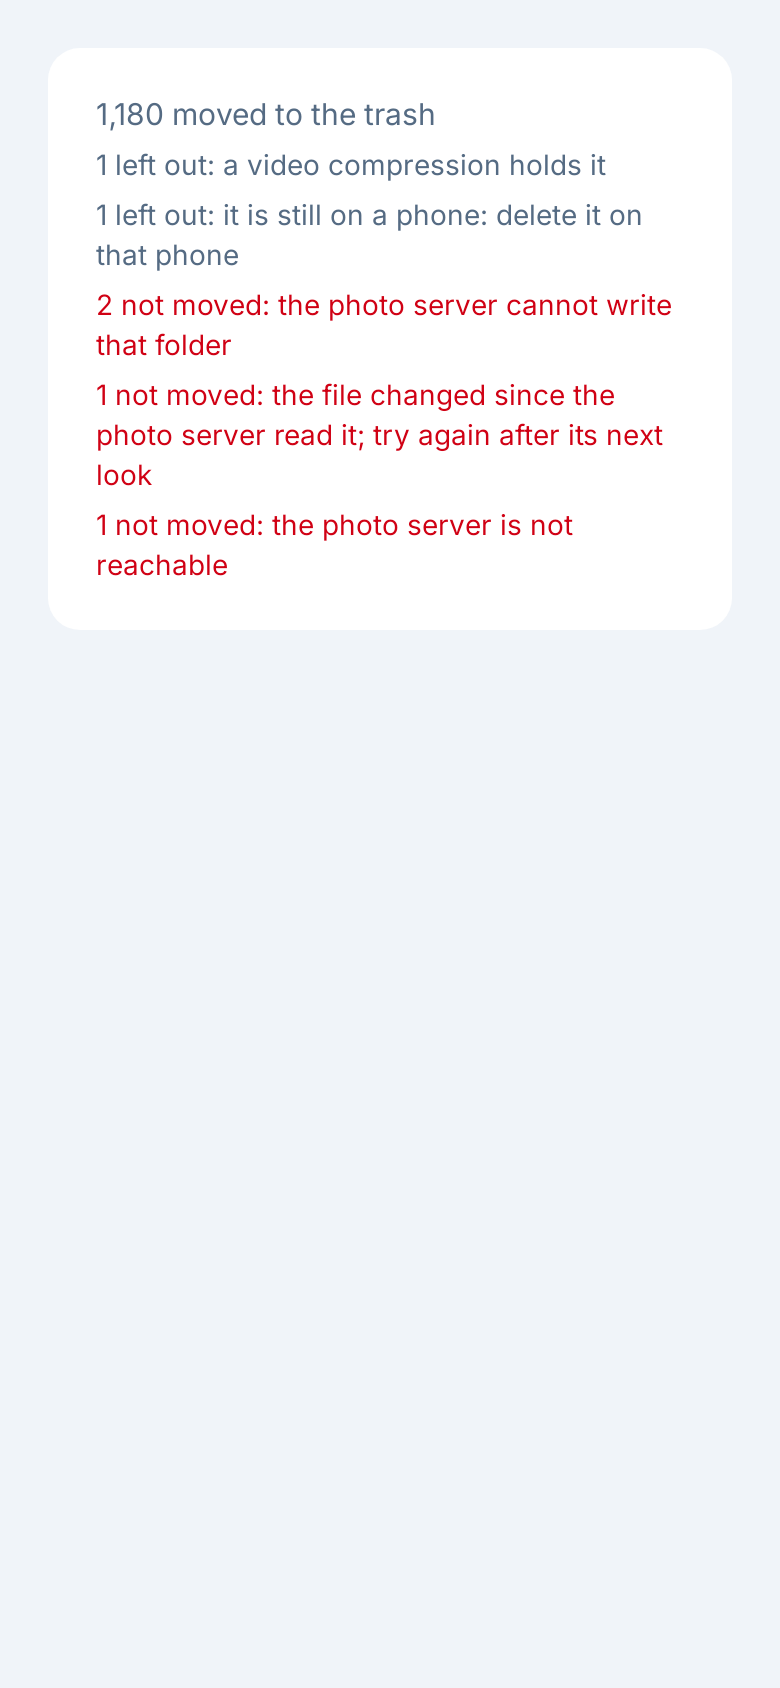 1,180 moved to the trash
1 left out: a video compression holds it
1 left out: it is still on a phone: delete it on
that phone
2 not moved: the photo server cannot write
that folder
1 not moved: the file changed since the
photo server read it; try again after its next
look
1 not moved: the photo server is not
reachable